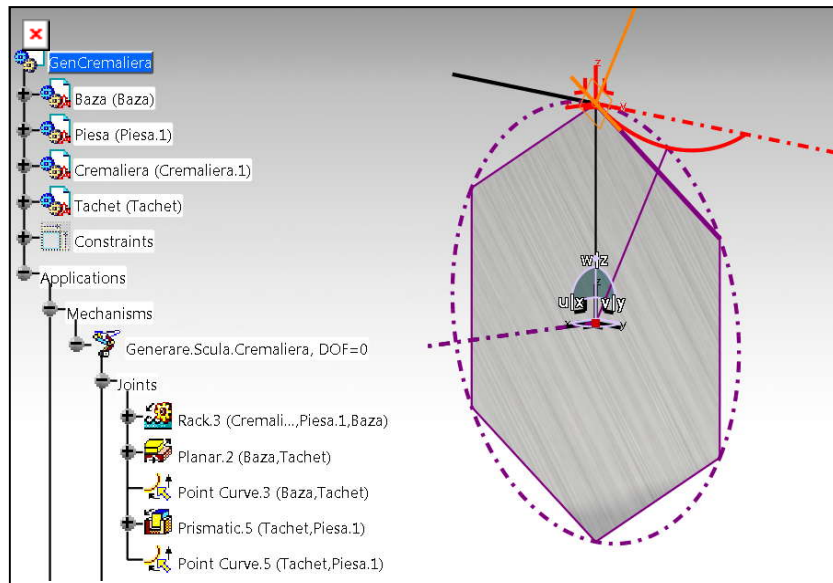 GenCremaliera
Baza (Baza)
Piesa (Piesa.1)
Cremaliera (Cremaliera.1)
Tachet (Tachet)
Constraints
Applications
Mechanisms
Generare.Scula.Cremaliera, DOF=0
Joints
Rack.3 (Cremali...,Piesa.1,Baza)
Planar.2 (Baza,Tachet)
Point Curve.3 (Baza,Tachet)
Prismatic.5 (Tachet,Piesa.1)
Point Curve.5 (Tachet,Piesa.1)
z
y
w|z
z
u|x
v|y
x
y